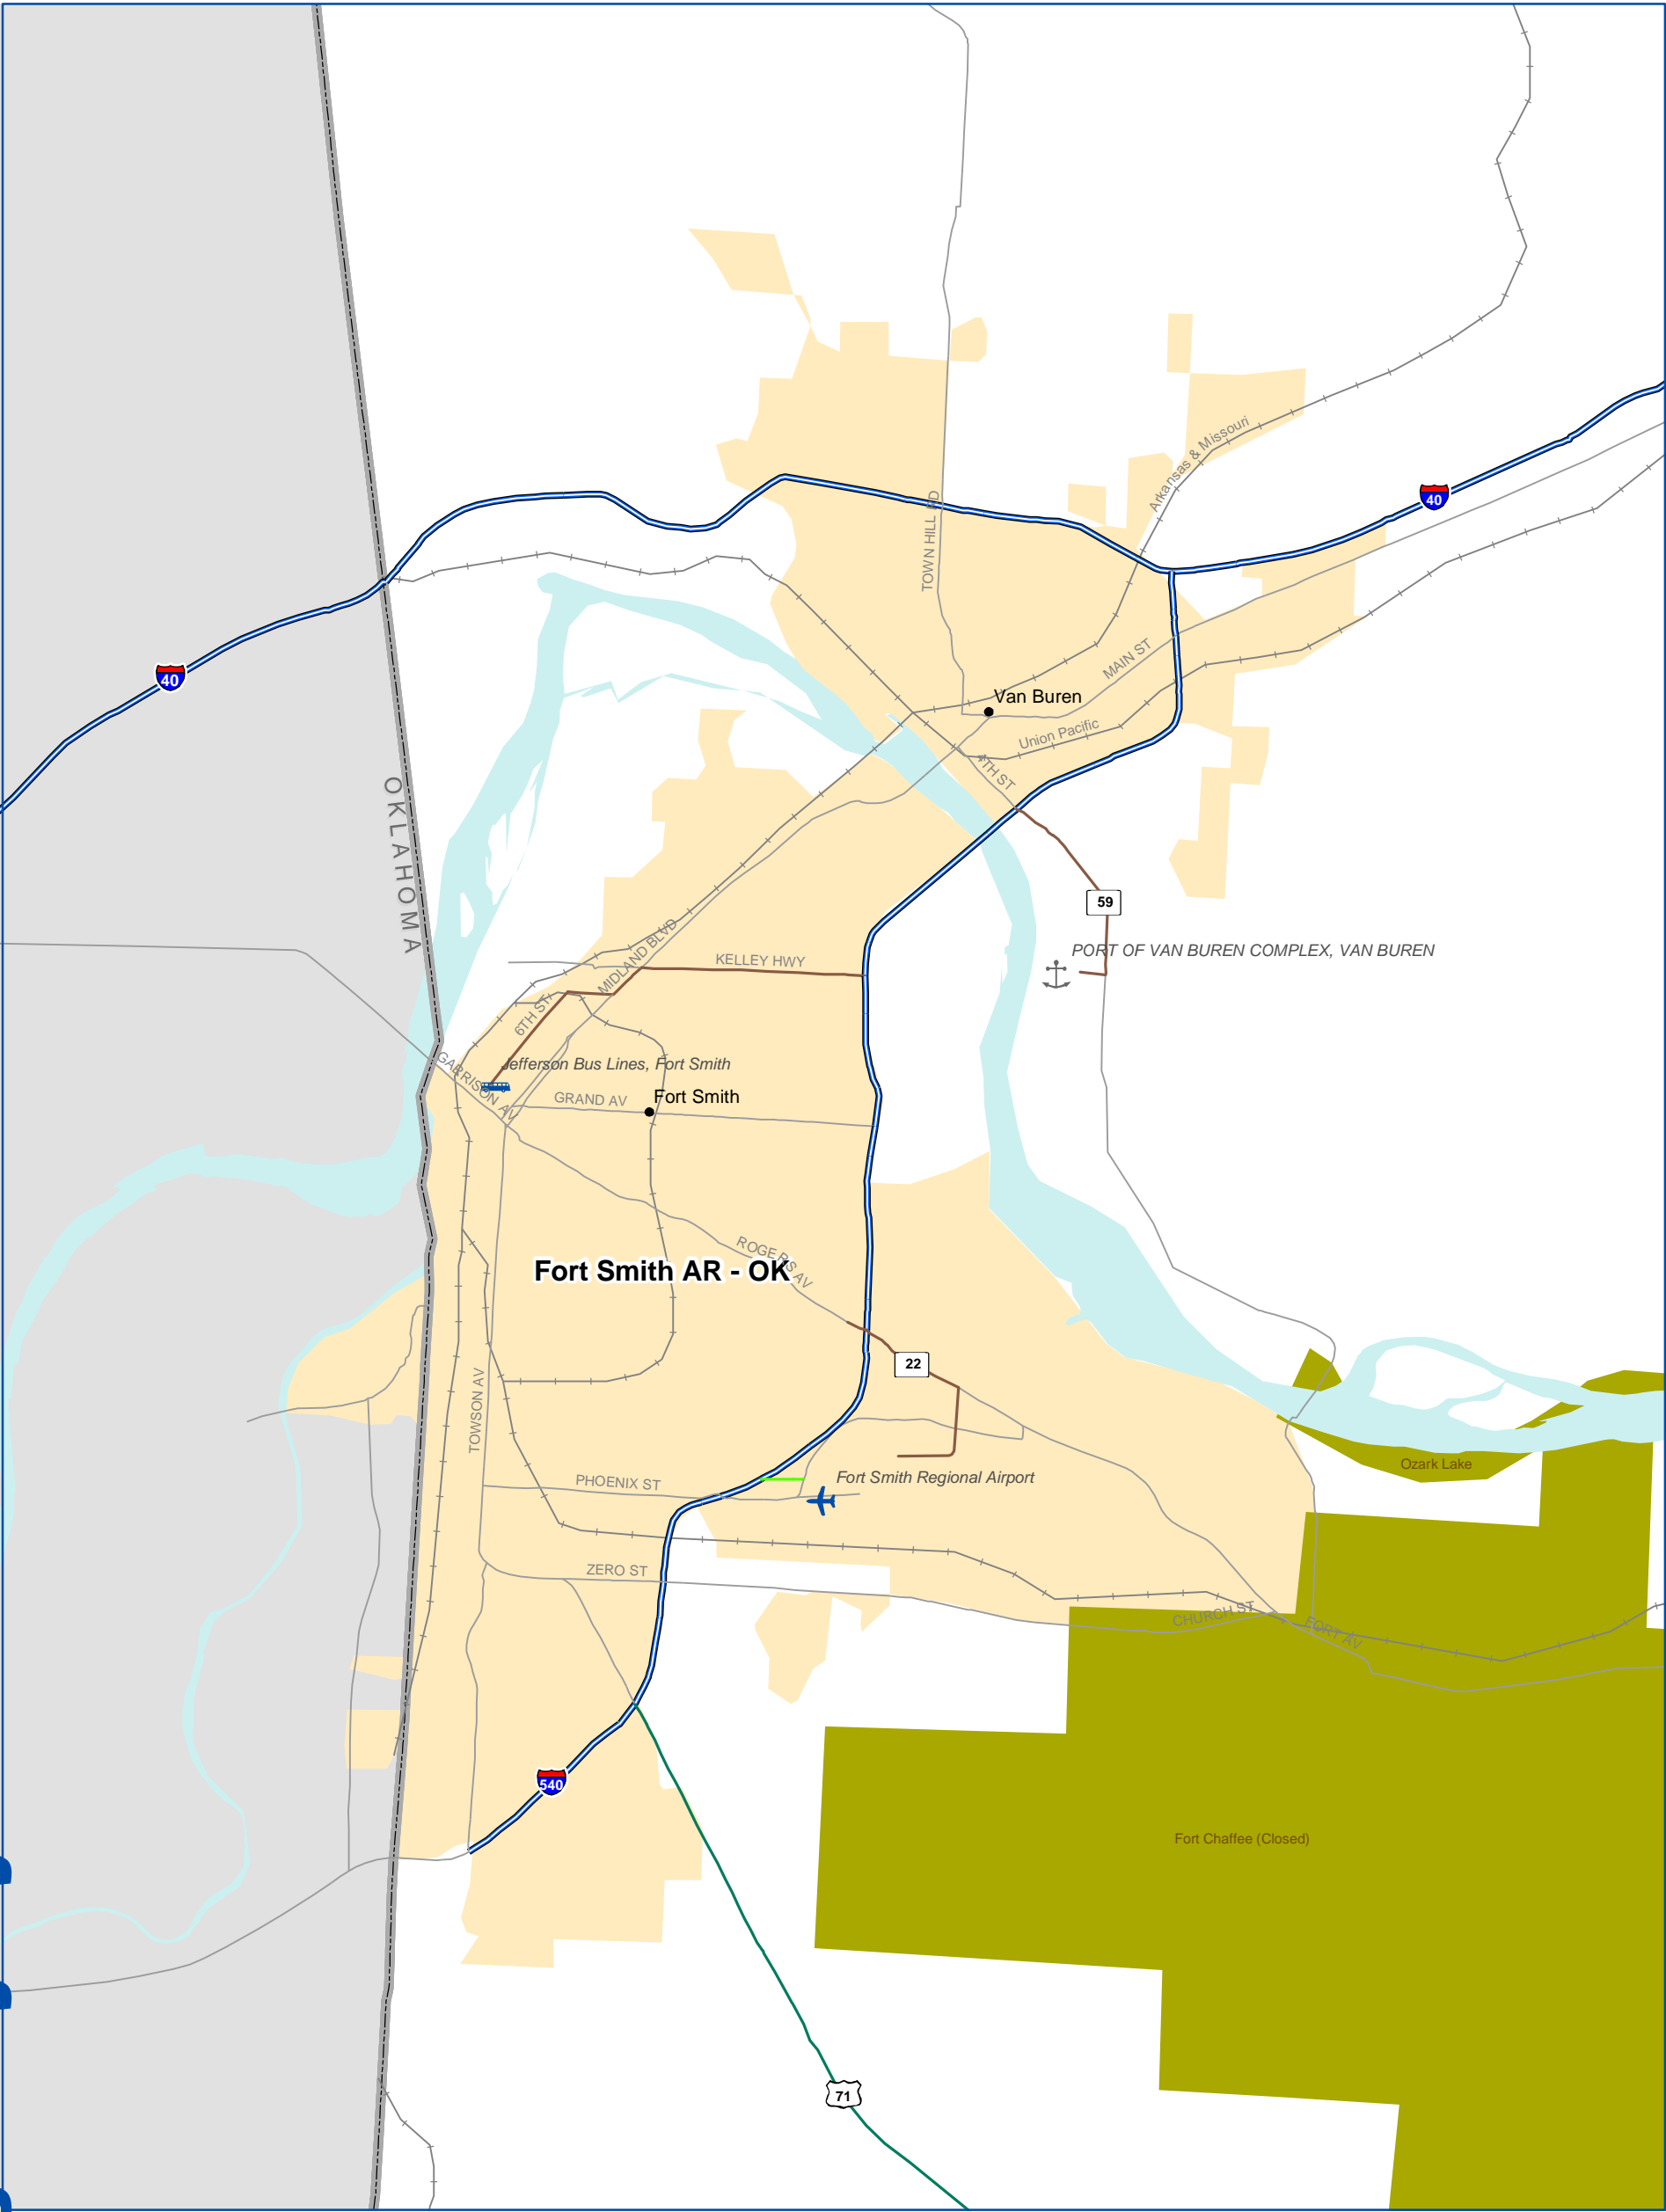 Arkansas & Missouri
40
TOWN HILL RD
40
MAIN ST
Van Buren
Union Pacific
4TH ST
OKLAHOMA
59
PORT OF VAN BUREN COMPLEX, VAN BUREN
MIDLAND BLVD
KELLEY HWY
6TH ST
Jefferson Bus Lines, Fort Smith
GARRISON AV
GRAND AV
Fort Smith
ROGERS AV
Fort Smith AR - OK
22
TOWSON AV
Ozark Lake
Fort Smith Regional Airport
PHOENIX ST
ZERO ST
CHURCH ST
FORT AV
540
Fort Chaffee (Closed)
71